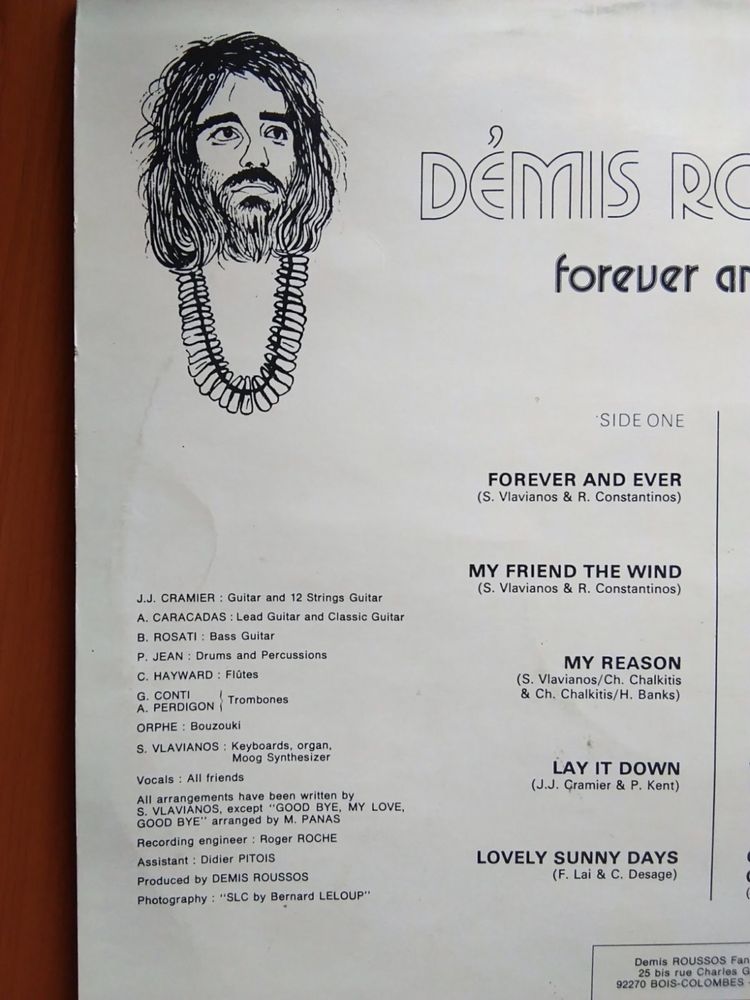 DÉMIS RO
forever an
SIDE ONE
FOREVER AND EVER
(S. Vlavianos & R. Constantinos)
MY FRIEND THE WIND
(S. Vlavianos & R. Constantinos)
MY REASON
(S. Vlavianos/Ch. Chalkitis
& Ch. Chalkitis/H. Banks)
LAY IT DOWN
(J.J. Cramier & P. Kent)
LOVELY SUNNY DAYS
(F. Lai & C. Desage)
J.J. CRAMIER : Guitar and 12 Strings Guitar
A. CARACADAS : Lead Guitar and Classic Guitar
B. ROSATI : Bass Guitar
P. JEAN : Drums and Percussions
C. HAYWARD : Flûtes
G. CONTI
A. PERDIGON
Trombones
ORPHE : Bouzouki
S. VLAVIANOS : Keyboards, organ,
Moog Synthesizer
Vocals : All friends
All arrangements have been written by
S. VLAVIANOS, except "GOOD BYE, MY LOVE,
GOOD BYE" arranged by M. PANAS
Recording engineer : Roger ROCHE
Assistant : Didier PITOIS
Produced by DEMIS ROUSSOS
Photography : "SLC by Bernard LELOUP"
Demis ROUSSOS Fan
25 bis rue Charles G
92270 BOIS-COLOMBES